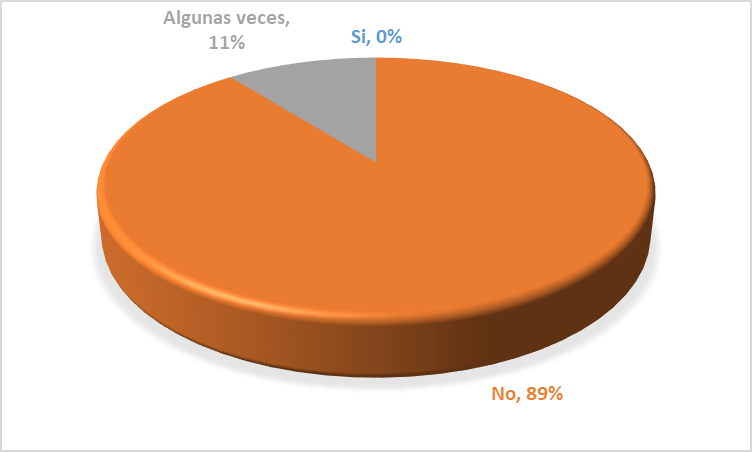 Algunas veces,
11%
Si, 0%
No, 89%